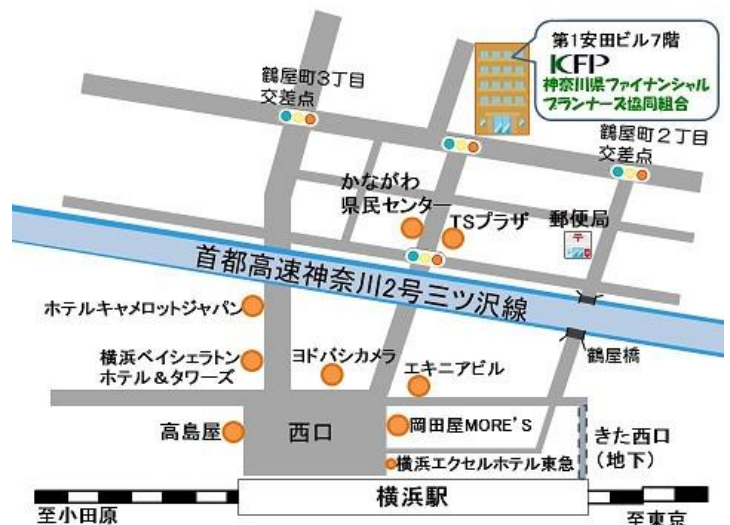 第1安田ビル7階
KFP
神奈川県ファイナンシャル
プランナーズ協同組合
鶴屋町3丁目
交差点
鶴屋町2丁目
交差点
かながわ
県民センター
TSプラザ
郵便局
首都高速神奈川2号三ツ沢線
ホテルキャメロットジャパン
鶴屋橋
横浜ベイシェラトン
ホテル&タワーズ
ヨドバシカメラ
エキニアビル
高島屋
西口
岡田屋MORE'S
きた西口
(地下)
横浜エクセルホテル東急
横浜駅
至小田原
至東京